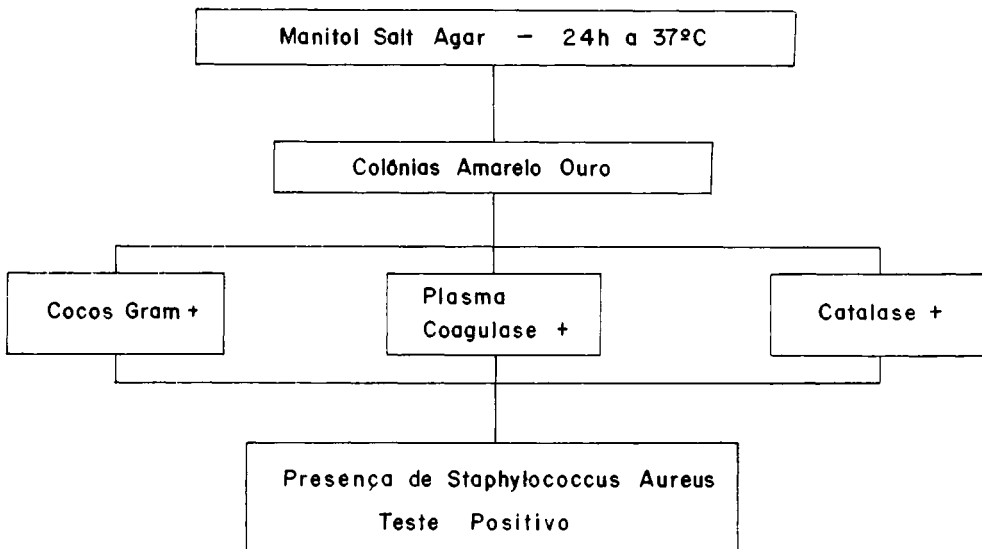 Manitol Salt Agar - 24h a 37ºC
Colônias Amarelo Ouro
Cocos Gram +
Plasma
Coagulase +
Catalase +
Presença de Staphylococcus Aureus
Teste Positivo